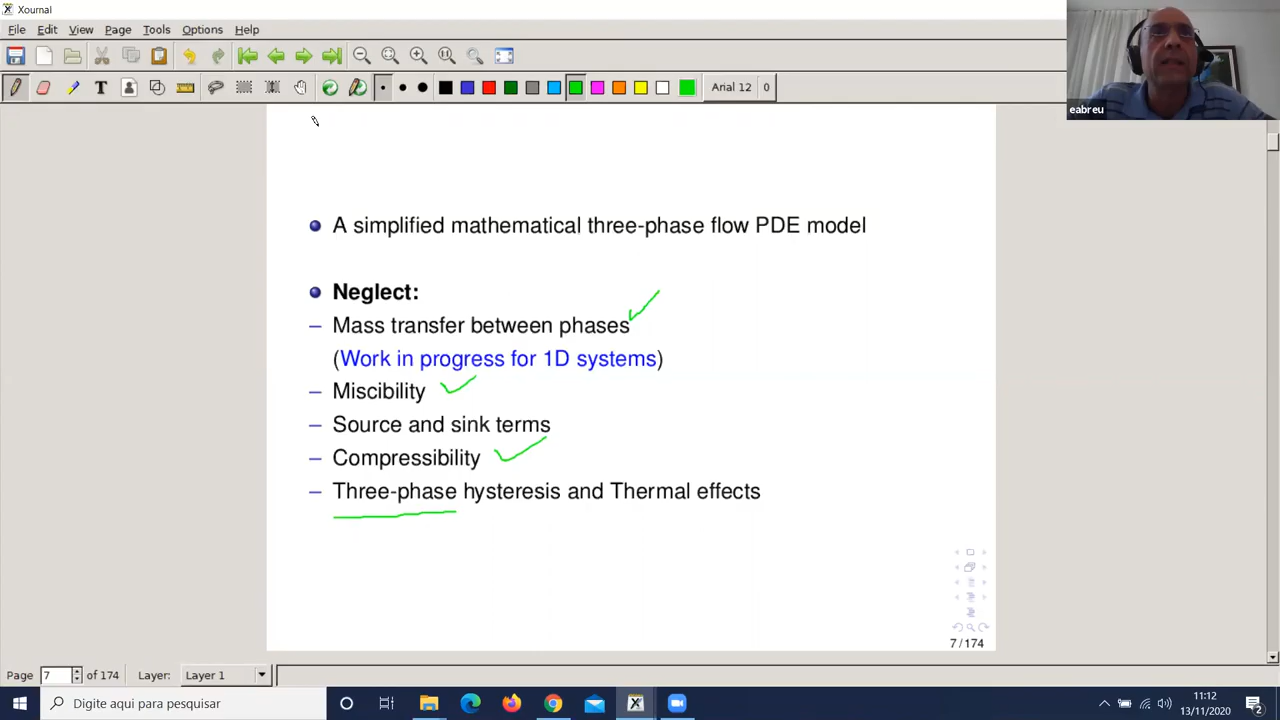 Xournal
File Edit View Page Tools Options Help
Arial 12 0
eabreu
A simplified mathematical three-phase flow PDE model
Neglect:
– Mass transfer between phases
(Work in progress for 1D systems)
– Miscibility
– Source and sink terms
– Compressibility
– Three-phase hysteresis and Thermal effects
7 / 174
Page 7 of 174 Layer: Layer 1
Digite aqui para pesquisar
11:12
13/11/2020
2